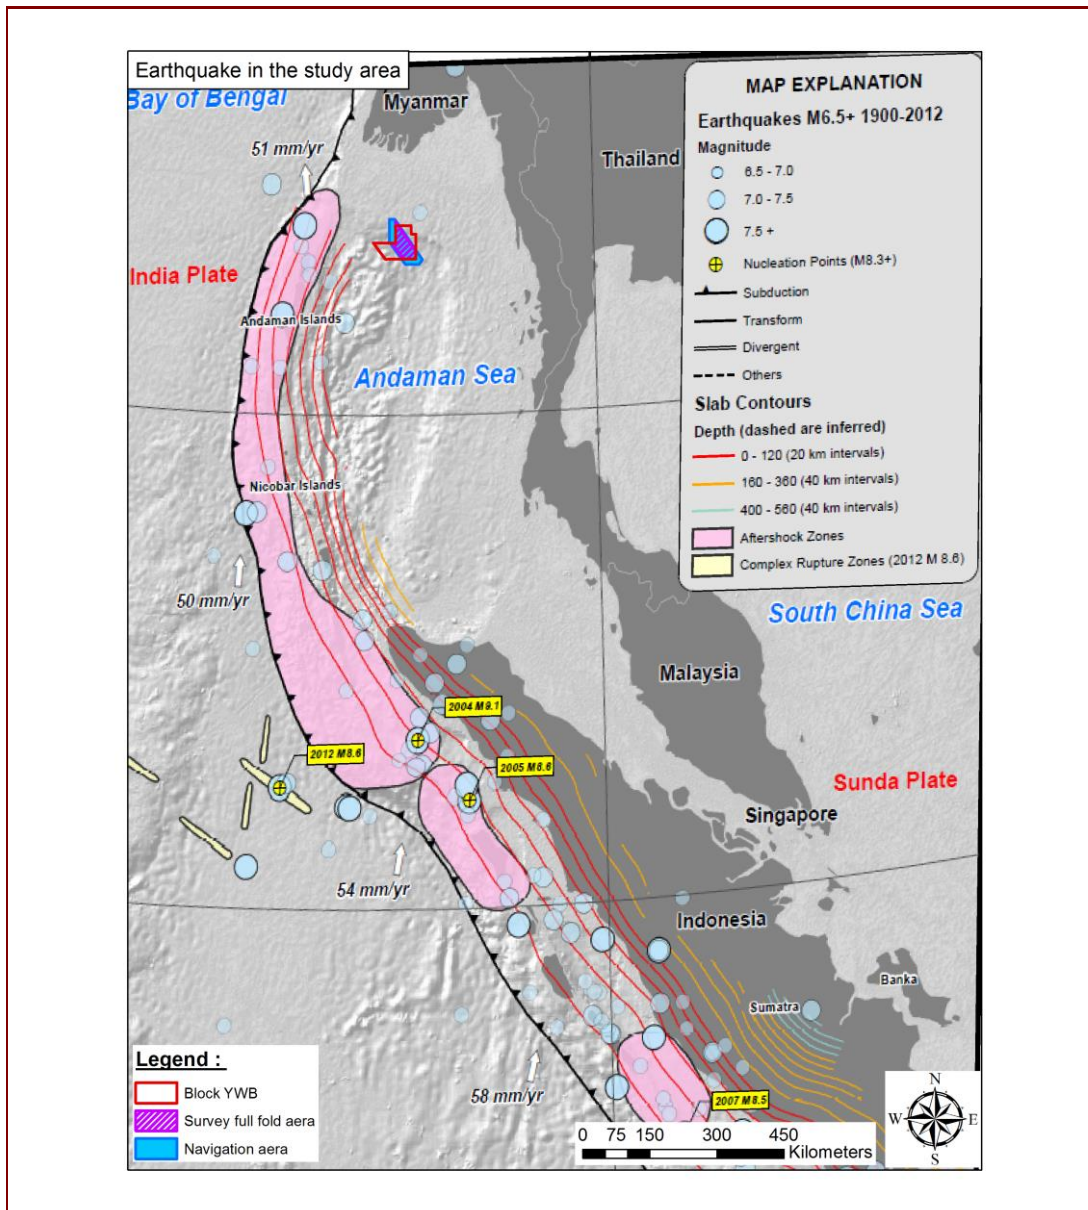 Earthquake in the study area
Bay of Bengal
Myanmar
51 mm/yr
Thailand
India Plate
Andaman Islands
Andaman Sea
Nicobar Islands
50 mm/yr
South China Sea
Malaysia
2004 M9.1
2012 M8.6
2005 M8.6
Sunda Plate
Singapore
54 mm/yr
Indonesia
Banka
Sumatra
58 mm/yr
2007 M8.5
MAP EXPLANATION
Earthquakes M6.5+ 1900-2012
Magnitude
6.5 - 7.0
7.0 - 7.5
7.5 +
Nucleation Points (M8.3+)
Subduction
Transform
Divergent
Others
Slab Contours
Depth (dashed are inferred)
0 - 120 (20 km intervals)
160 - 360 (40 km intervals)
400 - 560 (40 km intervals)
Aftershock Zones
Complex Rupture Zones (2012 M 8.6)
Legend :
Block YWB
Survey full fold aera
Navigation aera
0 75 150 300 450
Kilometers
N
W E
S